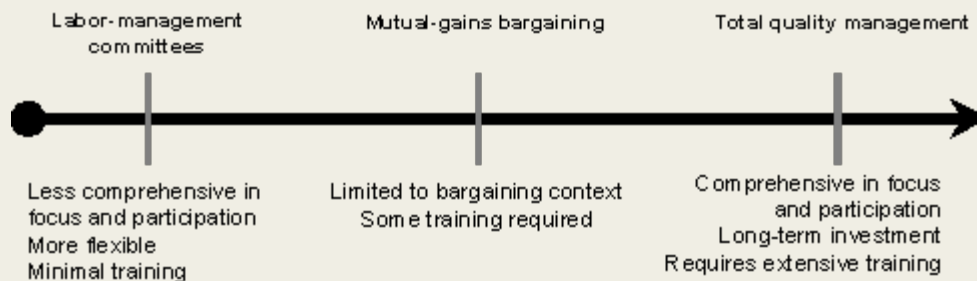 Labor-management
committees
Mutual-gains bargaining
Total quality management
Less comprehensive in
focus and participation
More flexible
Minimal training
Limited to bargaining context
Some training required
Comprehensive in focus
and participation
Long-term investment
Requires extensive training